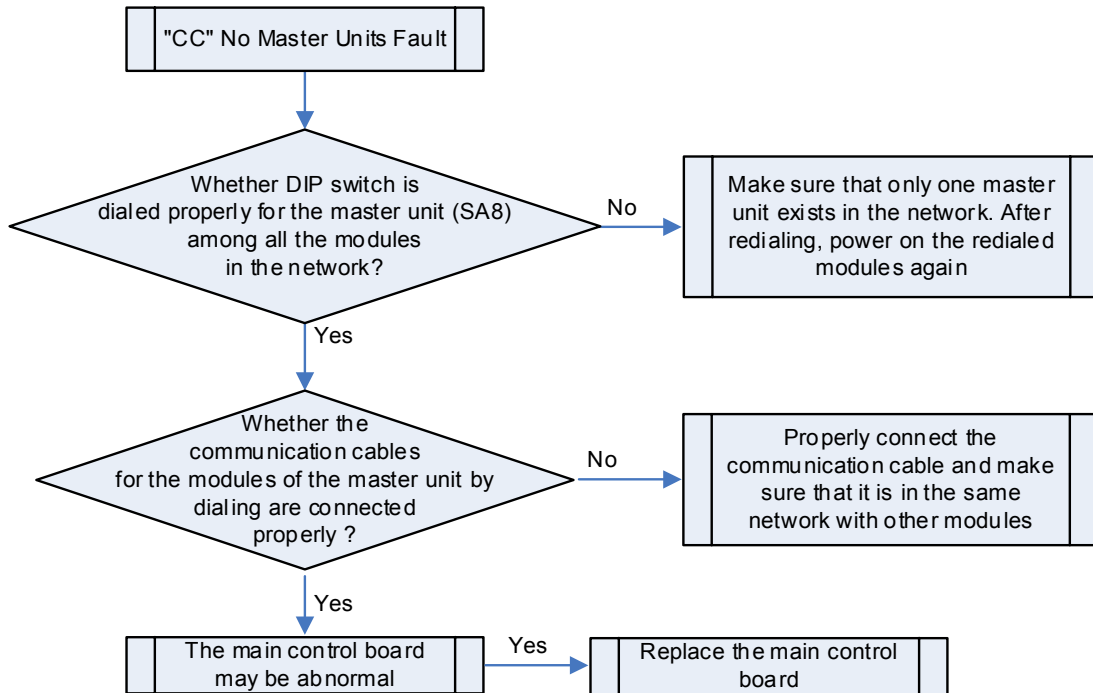 "CC" No Master Units Fault
Whether DIP switch is
dialed properly for the master unit (SA8)
among all the modules
in the network?
No
Make sure that only one master
unit exists in the network. After
redialing, power on the redialed
modules again
Yes
Whether the
communication cables
for the modules of the master unit by
dialing are connected
properly ?
No
Properly connect the
communication cable and make
sure that it is in the same
network with other modules
Yes
The main control board
may be abnormal
Yes
Replace the main control
board